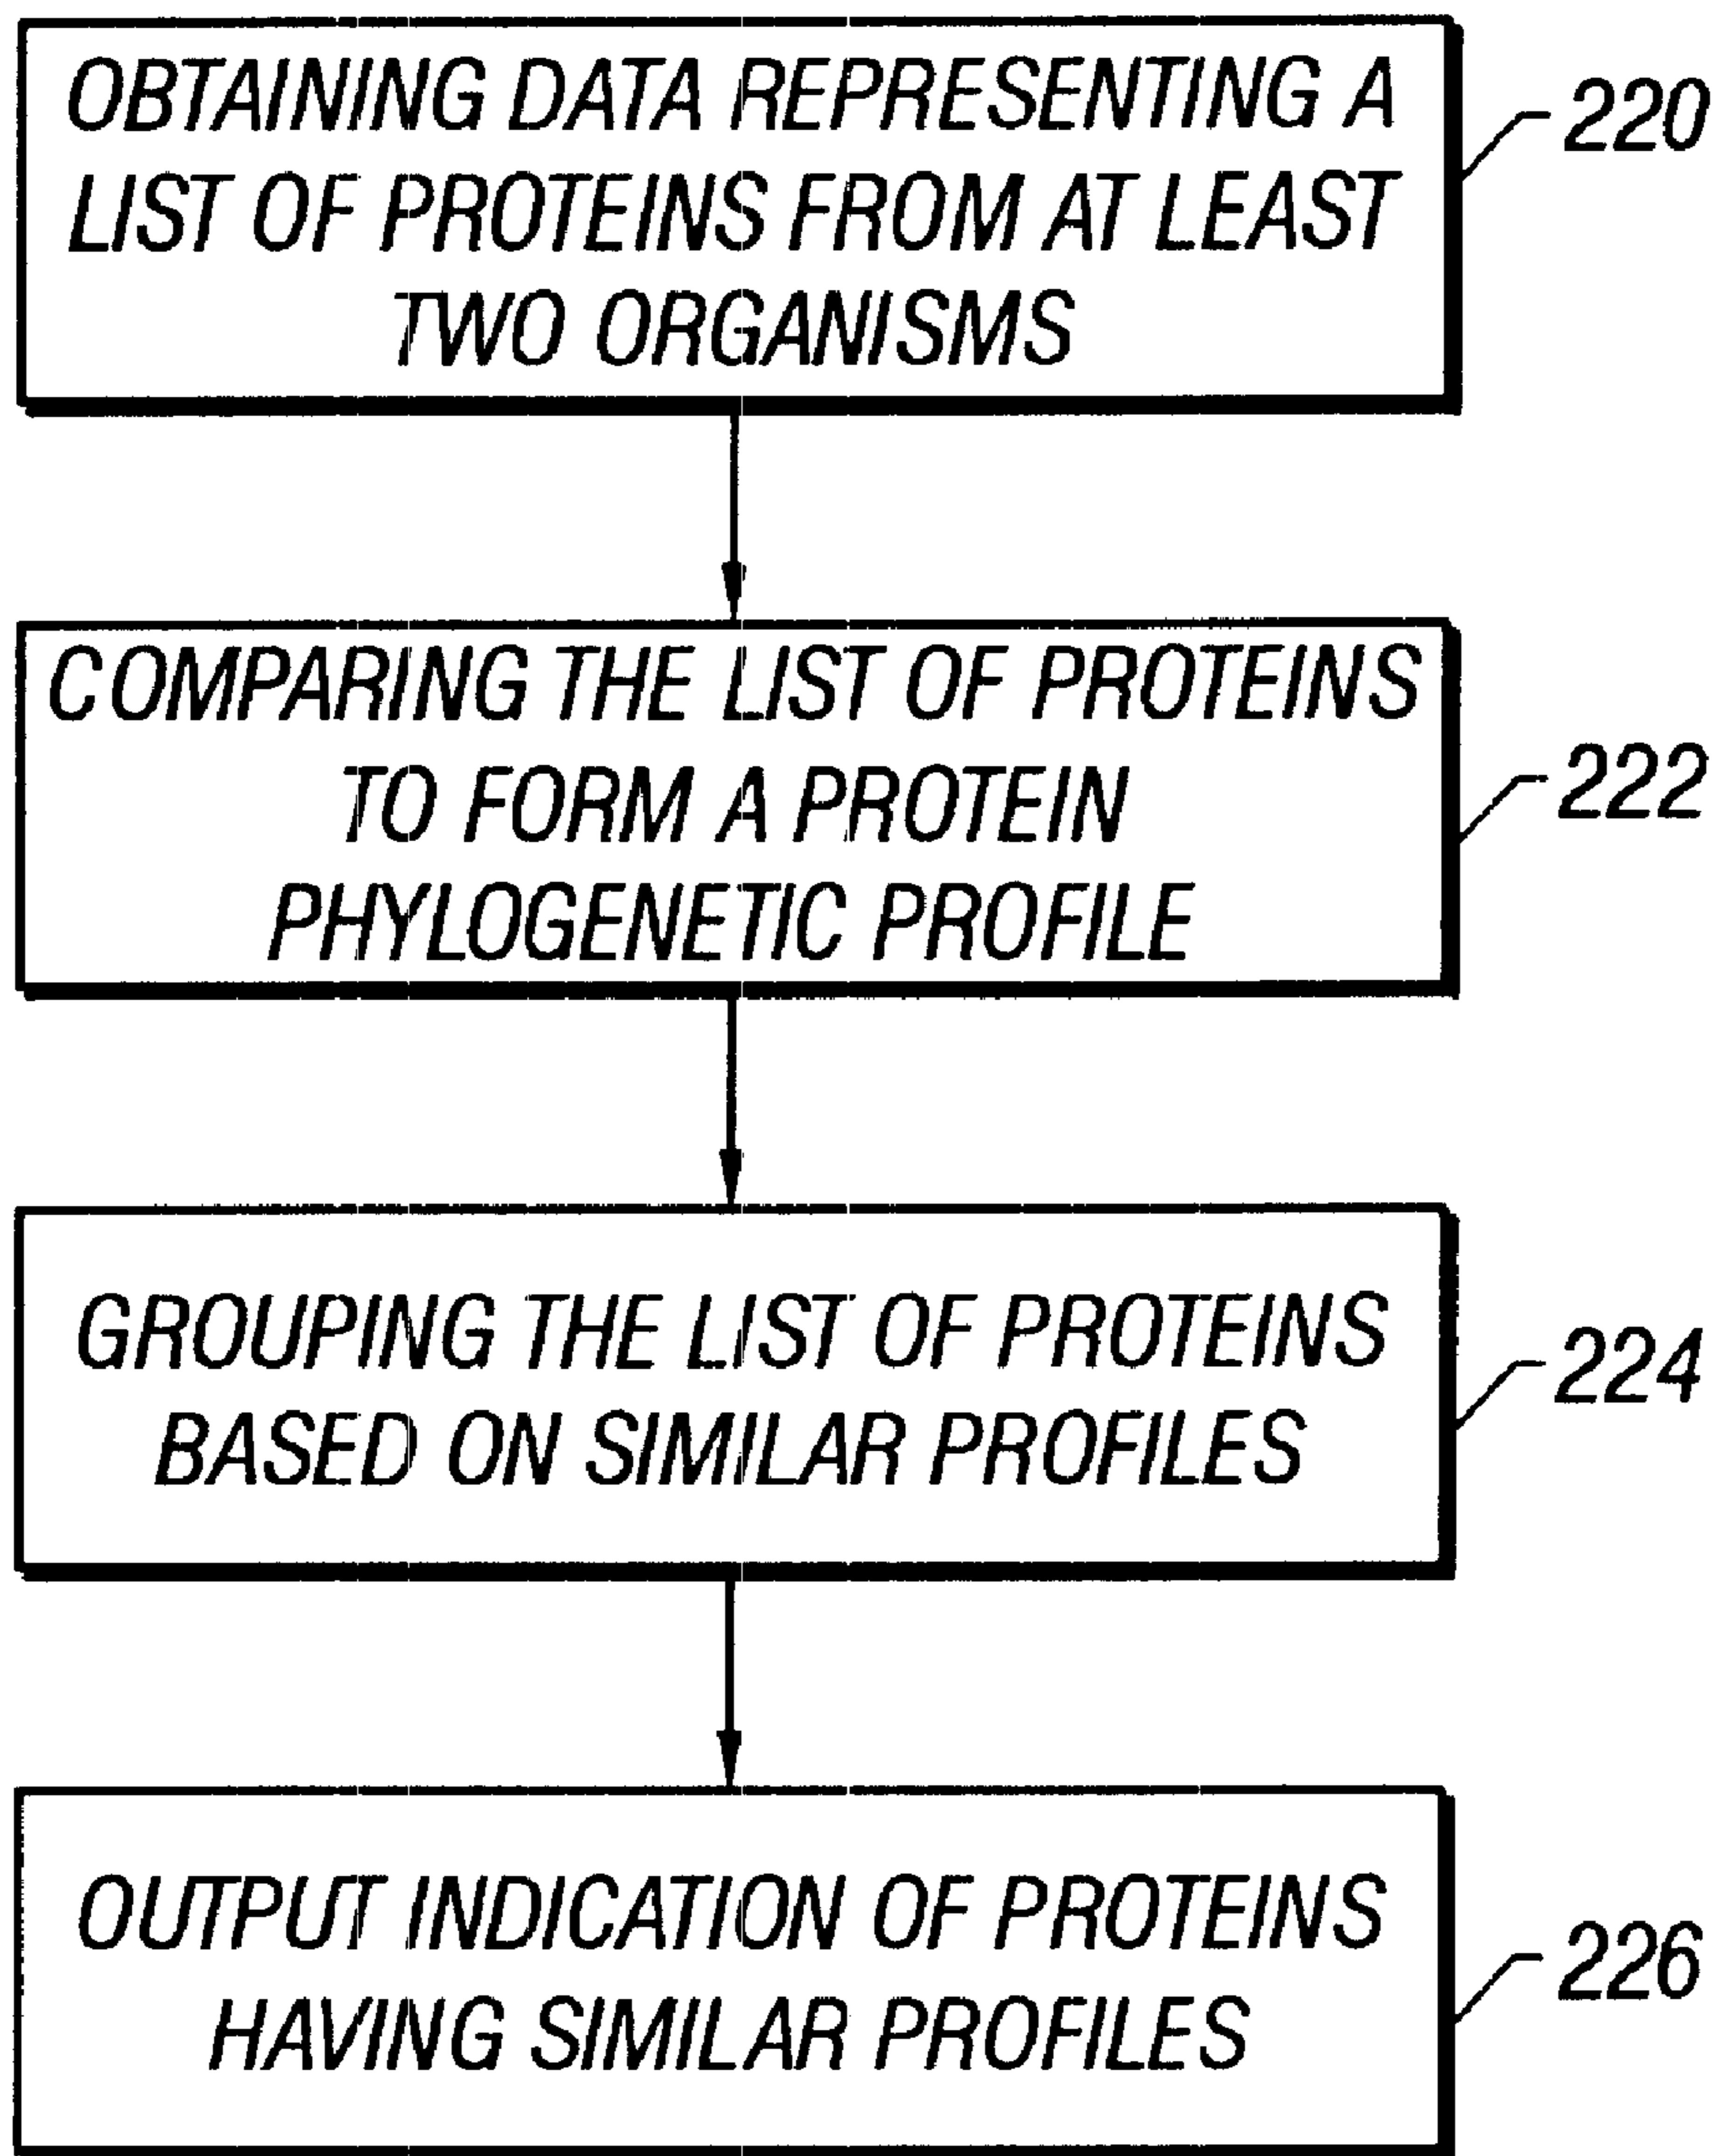 OBTAINING DATA REPRESENTING A
LIST OF PROTEINS FROM AT LEAST
TWO ORGANISMS
220
COMPARING THE LIST OF PROTEINS
TO FORM A PROTEIN
PHYLOGENETIC PROFILE
222
GROUPING THE LIST OF PROTEINS
BASED ON SIMILAR PROFILES
224
OUTPUT INDICATION OF PROTEINS
HAVING SIMILAR PROFILES
226